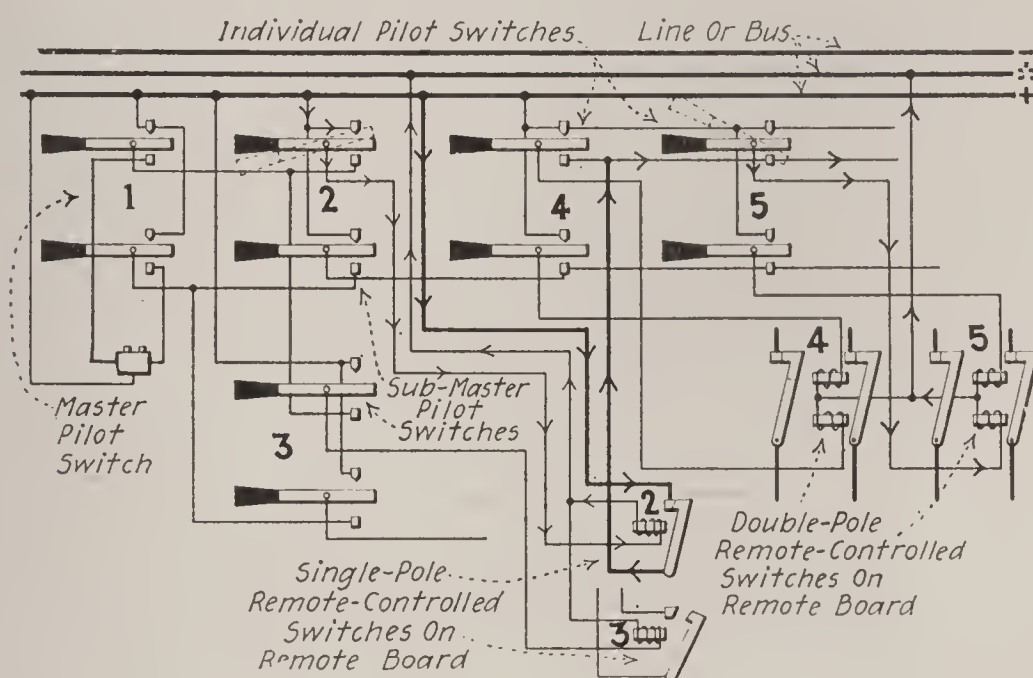 Individual Pilot Switches
Line Or Bus
-
+
1
2
4
5
Master
Pilot
Switch
Sub-Master
Pilot
Switches
3
4
5
2
Single-Pole
Remote-Controlled
Switches On
Remote Board
3
Double-Pole
Remote-Controlled
Switches On
Remote Board